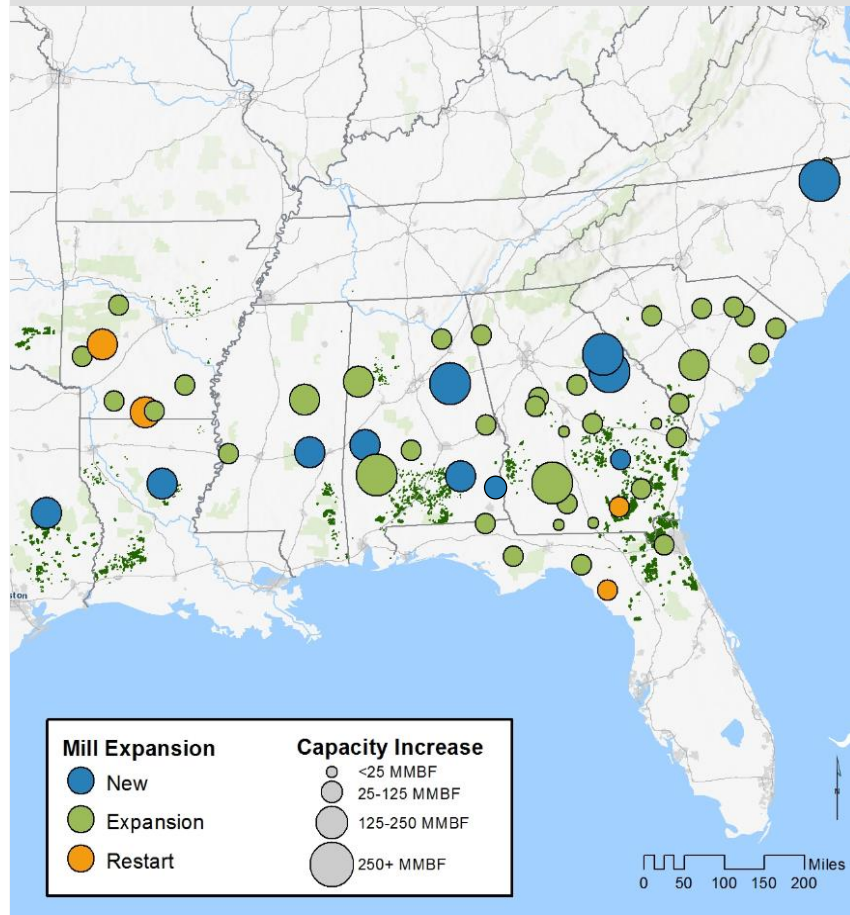 ston
Mill Expansion
New
Expansion
Restart
Capacity Increase
<25 MMBF
25-125 MMBF
125-250 MMBF
250+ MMBF
N
Miles
0 50 100 150 200